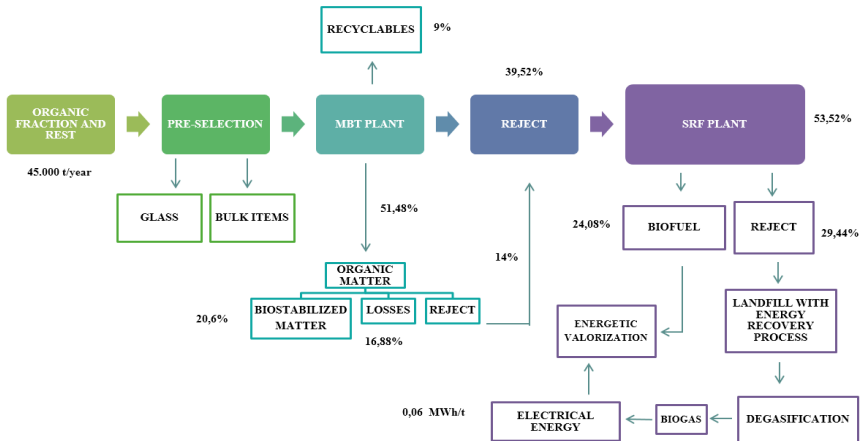 RECYCLABLES
9%
39,52%
ORGANIC
FRACTION AND
REST
PRE-SELECTION
MBT PLANT
REJECT
SRF PLANT
53,52%
45.000 t/year
GLASS
BULK ITEMS
51,48%
24,08%
BIOFUEL
REJECT
29,44%
14%
ORGANIC
MATTER
20,6%
BIOSTABILIZED
MATTER
LOSSES
REJECT
16,88%
ENERGETIC
VALORIZATION
LANDFILL WITH
ENERGY
RECOVERY
PROCESS
0,06 MWh/t
ELECTRICAL
ENERGY
BIOGAS
DEGASIFICATION